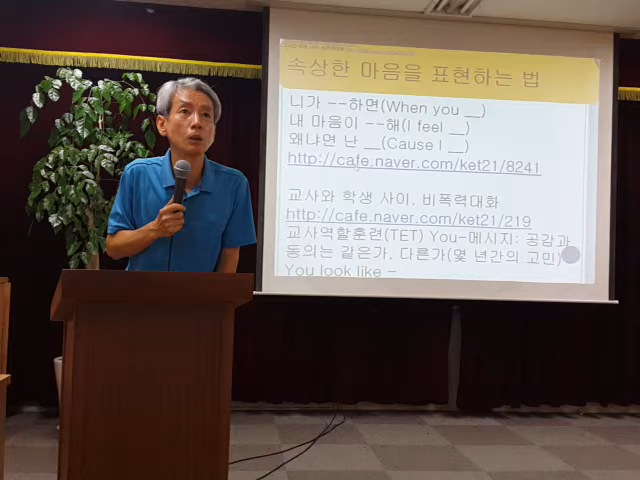 속상한 마음을 표현하는 법
니가 --하면(When you __)
내 마음이 --해(I feel __)
왜냐면 난 __(Cause I __)
http://cafe.naver.com/ket21/8241
교사와 학생 사이. 비폭력대화
http://cafe.naver.com/ket21/219
교사역할훈련(TET) You-메시지: 공감과
동의는 같은가. 다른가(몇 년간의 고민)
You look like -